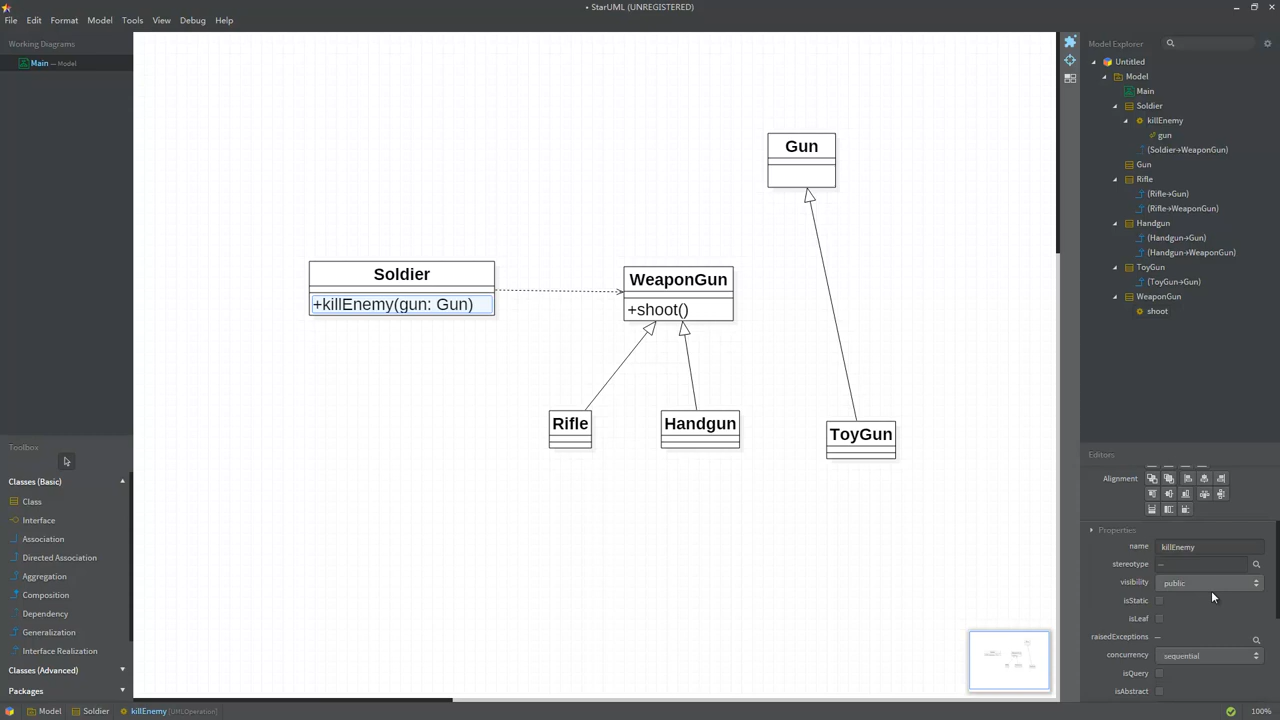 • StarUML (UNREGISTERED)
File Edit Format Model Tools View Debug Help
Working Diagrams
Main — Model
Toolbox
Classes (Basic)
Class
Interface
Association
Directed Association
Aggregation
Composition
Dependency
Generalization
Interface Realization
Classes (Advanced)
Packages
Gun
Soldier
+killEnemy(gun: Gun)
WeaponGun
+shoot()
Rifle
Handgun
ToyGun
Model Explorer
Untitled
Model
Main
Soldier
killEnemy
gun
(Soldier→WeaponGun)
Gun
Rifle
(Rifle→Gun)
(Rifle→WeaponGun)
Handgun
(Handgun→Gun)
(Handgun→WeaponGun)
ToyGun
(ToyGun→Gun)
WeaponGun
shoot
Editors
Alignment
Properties
name killEnemy
stereotype —
visibility public
isStatic
isLeaf
raisedExceptions —
concurrency sequential
isQuery
isAbstract
Model Soldier killEnemy [UMLOperation]
100%